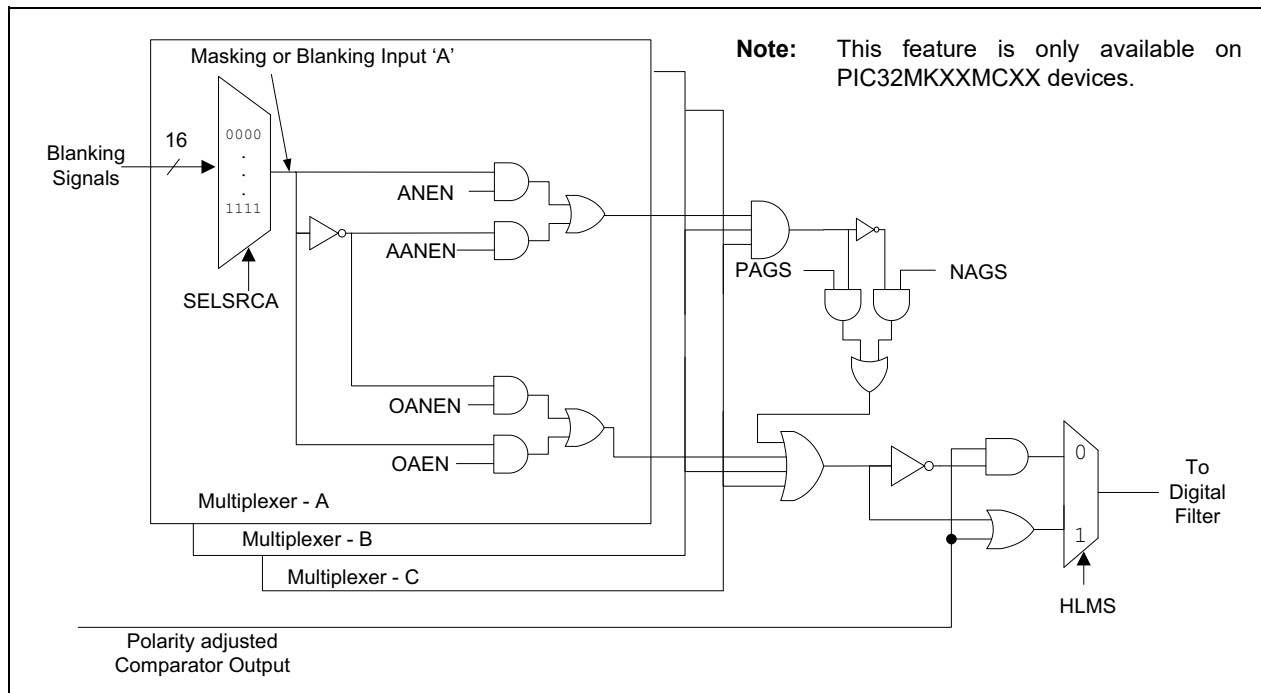 Masking or Blanking Input ‘A’
Note: This feature is only available on
PIC32MKXXMCXX devices.
Blanking
Signals
16
0000
.
.
.
1111
SELSRCA
ANEN
AANEN
OANEN
OAEN
Multiplexer - A
Multiplexer - B
Multiplexer - C
PAGS
NAGS
0
1
HLMS
To
Digital
Filter
Polarity adjusted
Comparator Output